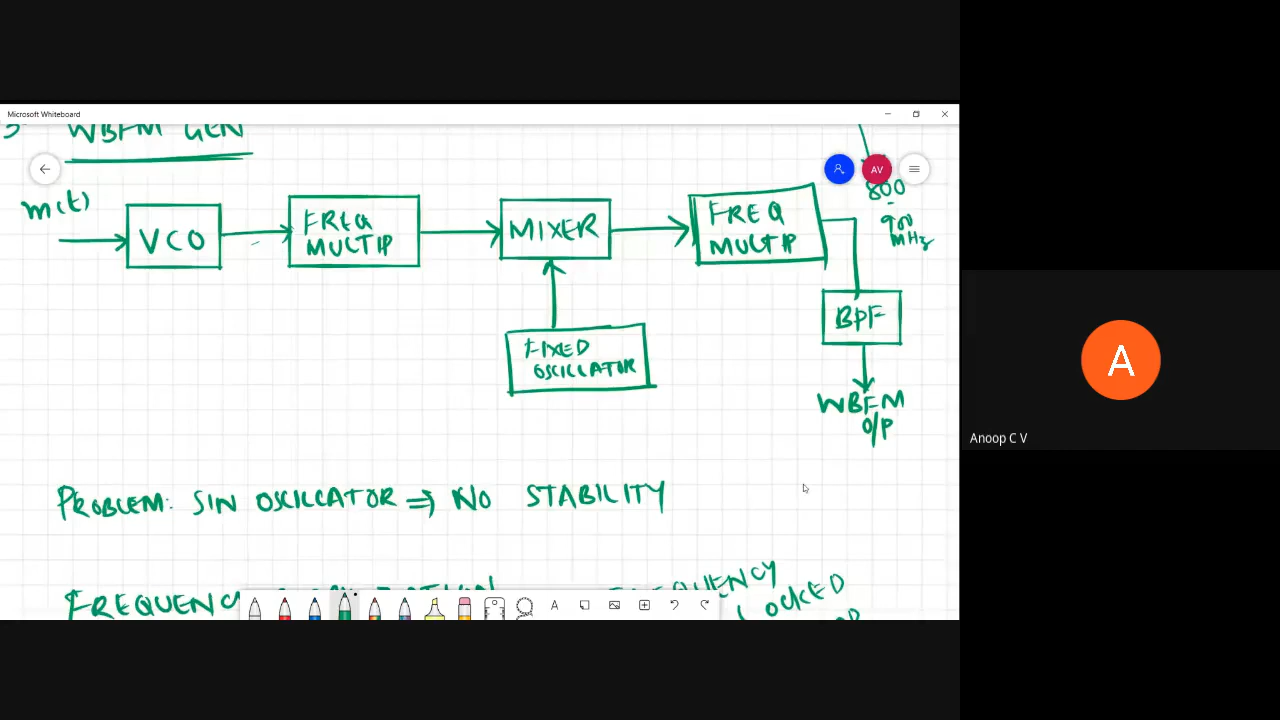 Microsoft Whiteboard
WBFM GEN
AV
m(t)
VCO
FREQ
MULTIP
MIXER
FREQ
MULTIP
800
-
900
MHz
FIXED
OSCILLATOR
BPF
WBFM
O/P
Anoop C V
A
PROBLEM: SIN OSCILLATOR ⇒ NO STABILITY
FREQUENCY
LOCKED
A